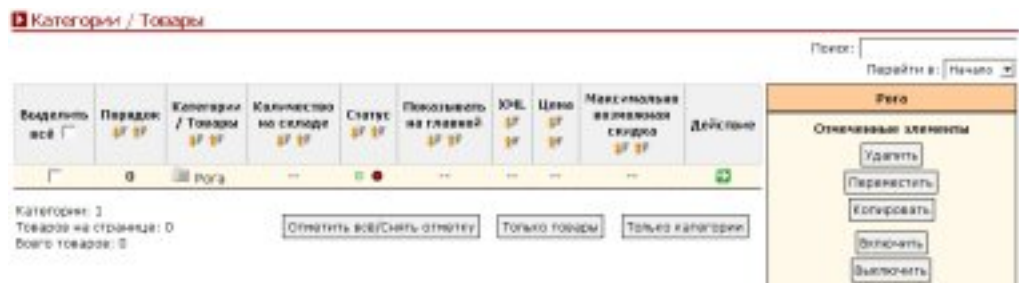 Категории / Товары
Поиск:
Перейти в: Начало
Выделить всё
Порядок
Категории / Товары
Количество на складе
Статус
Показывать на главной
XML
Цена
Максимально возможная скидка
Действие
0 Рога -- -- -- -- --
Категории: 1
Товаров на странице: 0
Всего товаров: 0
Отметить всё/Снять отметку Только товары Только категории
Рога
Отмеченные элементы
Удалить
Переместить
Копировать
Включить
Выключить